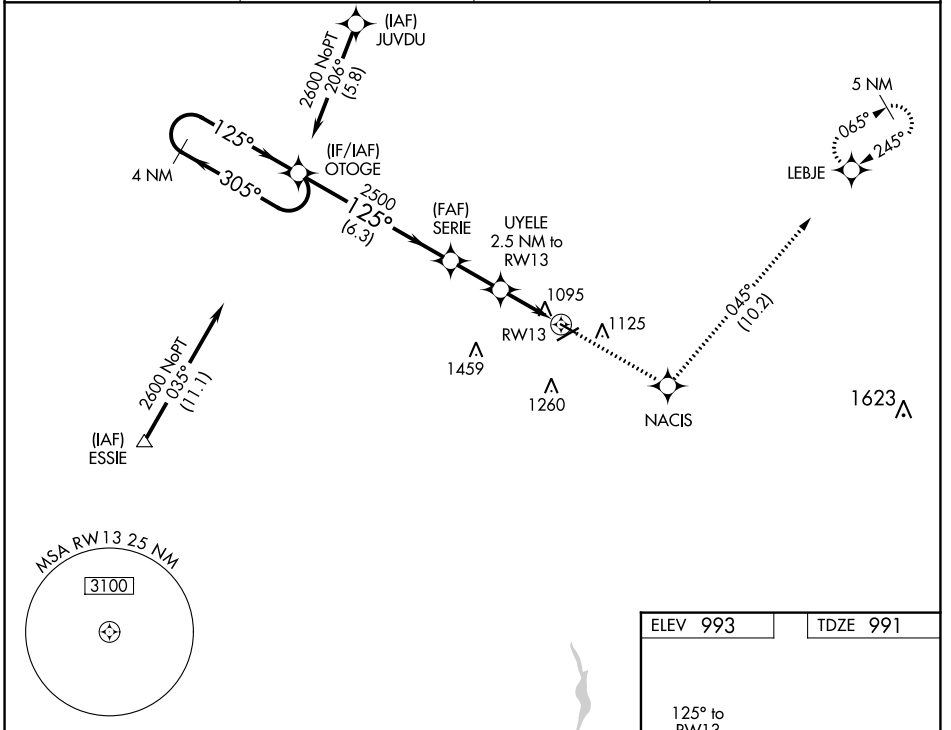 (IAF)
JUVDU
2600 NoPT
206°
(5.8)
5 NM
065°
245°
LEBJE
125°
4 NM
305°
(IF/IAF)
OTOGE
2500
125°
(6.3)
(FAF)
SERIE
UYELE
2.5 NM to
RW13
1095
RW13
1125
1459
1260
045°
(10.2)
NACIS
1623
2600 NoPT
035°
(11.1)
(IAF)
ESSIE
MSA RW13 25 NM
3100
ELEV 993
TDZE 991
125° to
RW13